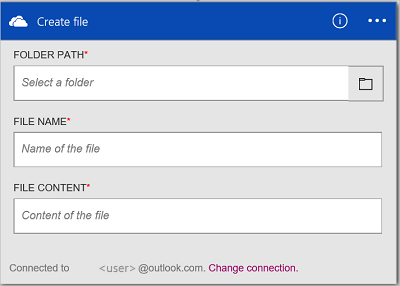 Create file
FOLDER PATH*
Select a folder
FILE NAME*
Name of the file
FILE CONTENT*
Content of the file
Connected to <user> @outlook.com. Change connection.